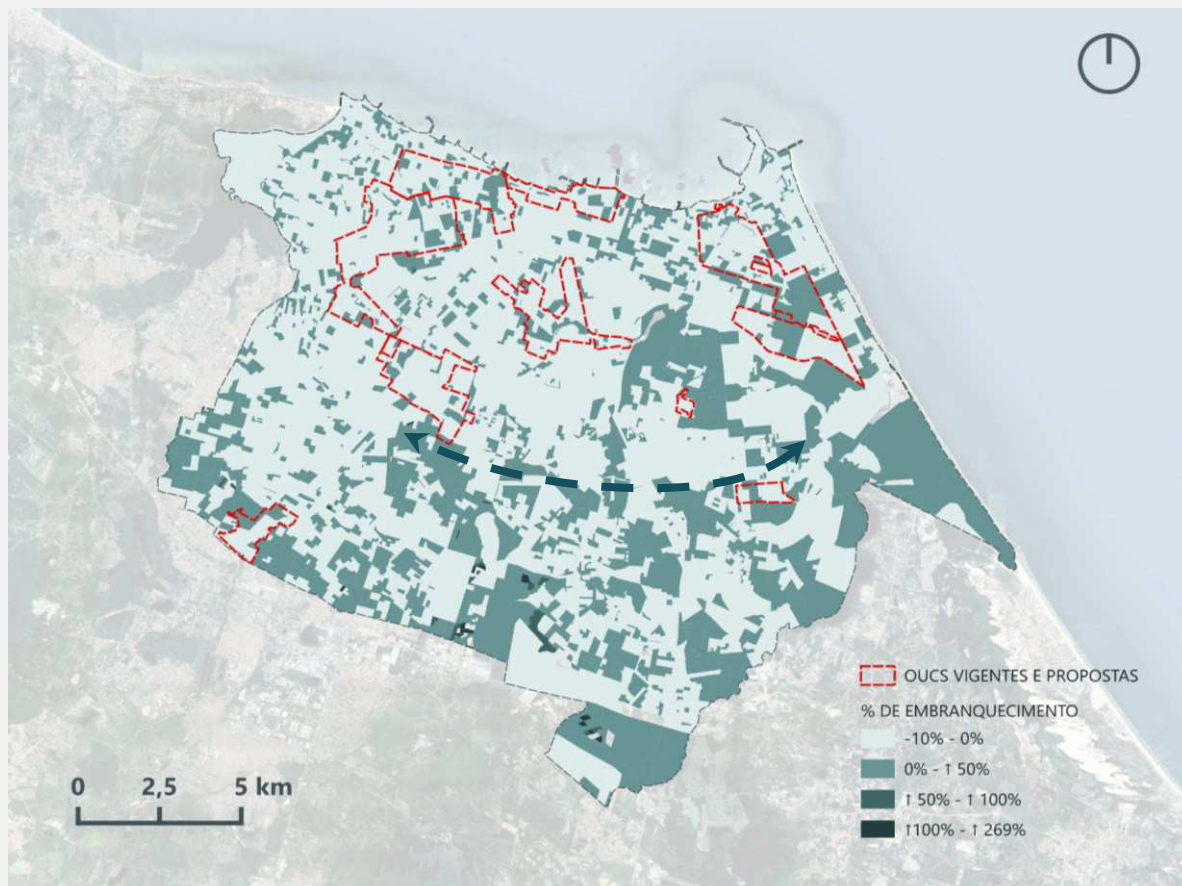 OUCS VIGENTES E PROPOSTAS
% DE EMBRANQUECIMENTO
-10% - 0%
0% - ↑ 50%
↑ 50% - ↑ 100%
↑100% - ↑ 269%
0 2,5 5 km